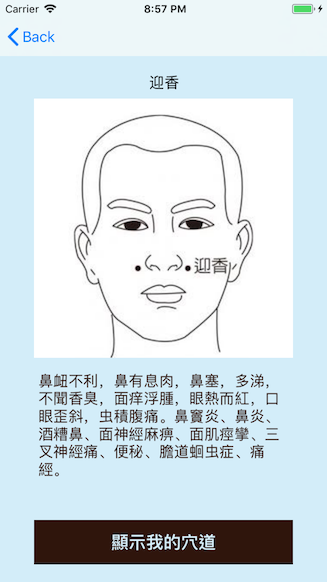 Carrier 8:57 PM
Back
迎香
迎香
鼻衄不利，鼻有息肉，鼻塞，多涕，
不聞香臭，面痒浮腫，眼熱而紅，口
眼歪斜，虫積腹痛。鼻竇炎、鼻炎、
酒糟鼻、面神經麻痹、面肌痙攣、三
叉神經痛、便秘、膽道蛔虫症、痛
經。
顯示我的穴道